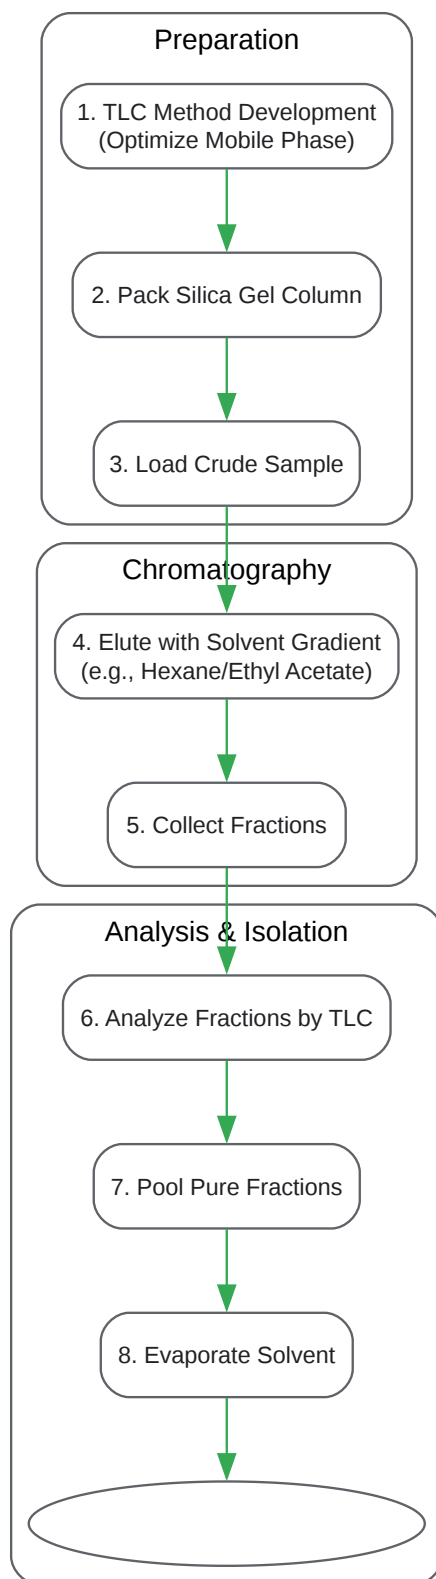 Preparation
1. TLC Method Development
(Optimize Mobile Phase)
2. Pack Silica Gel Column
3. Load Crude Sample
Chromatography
4. Elute with Solvent Gradient
(e.g., Hexane/Ethyl Acetate)
5. Collect Fractions
Analysis & Isolation
6. Analyze Fractions by TLC
7. Pool Pure Fractions
8. Evaporate Solvent